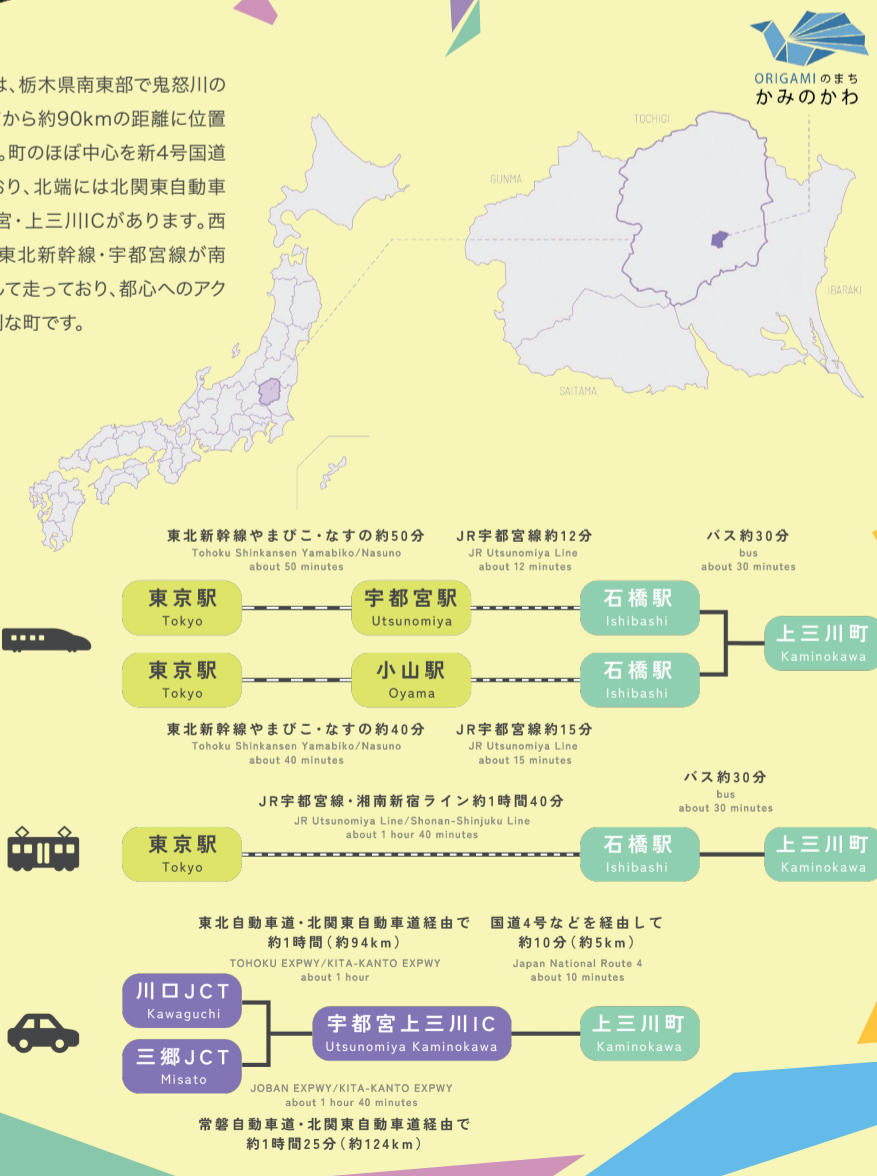 ORIGAMIのまち
かみのかわ
は、栃木県南東部で鬼怒川の
から約90kmの距離に位置
。町のほぼ中心を新4号国道
おり、北端には北関東自動車
宮・上三川ICがあります。西
東北新幹線・宇都宮線が南
して走っており、都心へのアク
な町です。
TOCHIGI
GUNMA
IBARAKI
SAITAMA
東北新幹線やまびこ・なすの約50分
Tohoku Shinkansen Yamabiko/Nasuno
about 50 minutes
JR宇都宮線約12分
JR Utsunomiya Line
about 12 minutes
バス約30分
bus
about 30 minutes
東京駅
Tokyo
宇都宮駅
Utsunomiya
石橋駅
Ishibashi
上三川町
Kaminokawa
東京駅
Tokyo
小山駅
Oyama
石橋駅
Ishibashi
東北新幹線やまびこ・なすの約40分
Tohoku Shinkansen Yamabiko/Nasuno
about 40 minutes
JR宇都宮線約15分
JR Utsunomiya Line
about 15 minutes
JR宇都宮線・湘南新宿ライン約1時間40分
JR Utsunomiya Line/Shonan-Shinjuku Line
about 1 hour 40 minutes
バス約30分
bus
about 30 minutes
東京駅
Tokyo
石橋駅
Ishibashi
上三川町
Kaminokawa
東北自動車道・北関東自動車道経由で
約1時間(約94km)
TOHOKU EXPWY/KITA-KANTO EXPWY
about 1 hour
国道4号などを経由して
約10分(約5km)
Japan National Route 4
about 10 minutes
川口JCT
Kawaguchi
三郷JCT
Misato
宇都宮上三川IC
Utsunomiya Kaminokawa
上三川町
Kaminokawa
JOBAN EXPWY/KITA-KANTO EXPWY
about 1 hour 40 minutes
常磐自動車道・北関東自動車道経由で
約1時間25分(約124km)